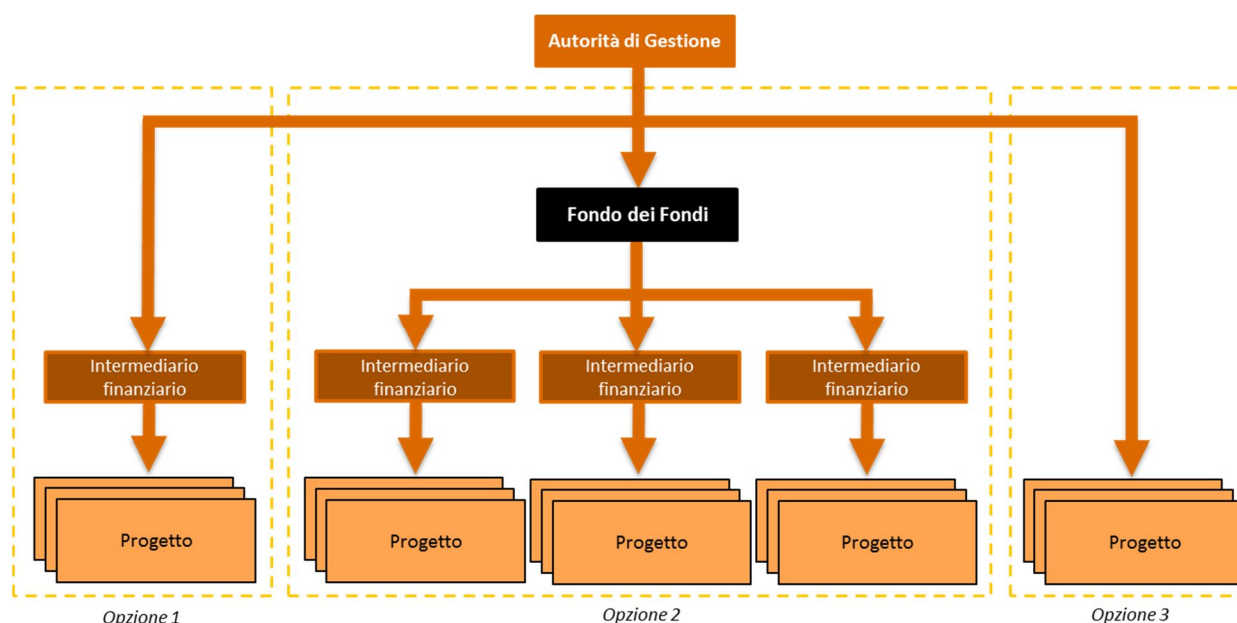 Autorità di Gestione
Fondo dei Fondi
Intermediario
finanziario
Intermediario
finanziario
Intermediario
finanziario
Intermediario
finanziario
Progetto
Progetto
Progetto
Progetto
Progetto
Opzione 1
Opzione 2
Opzione 3